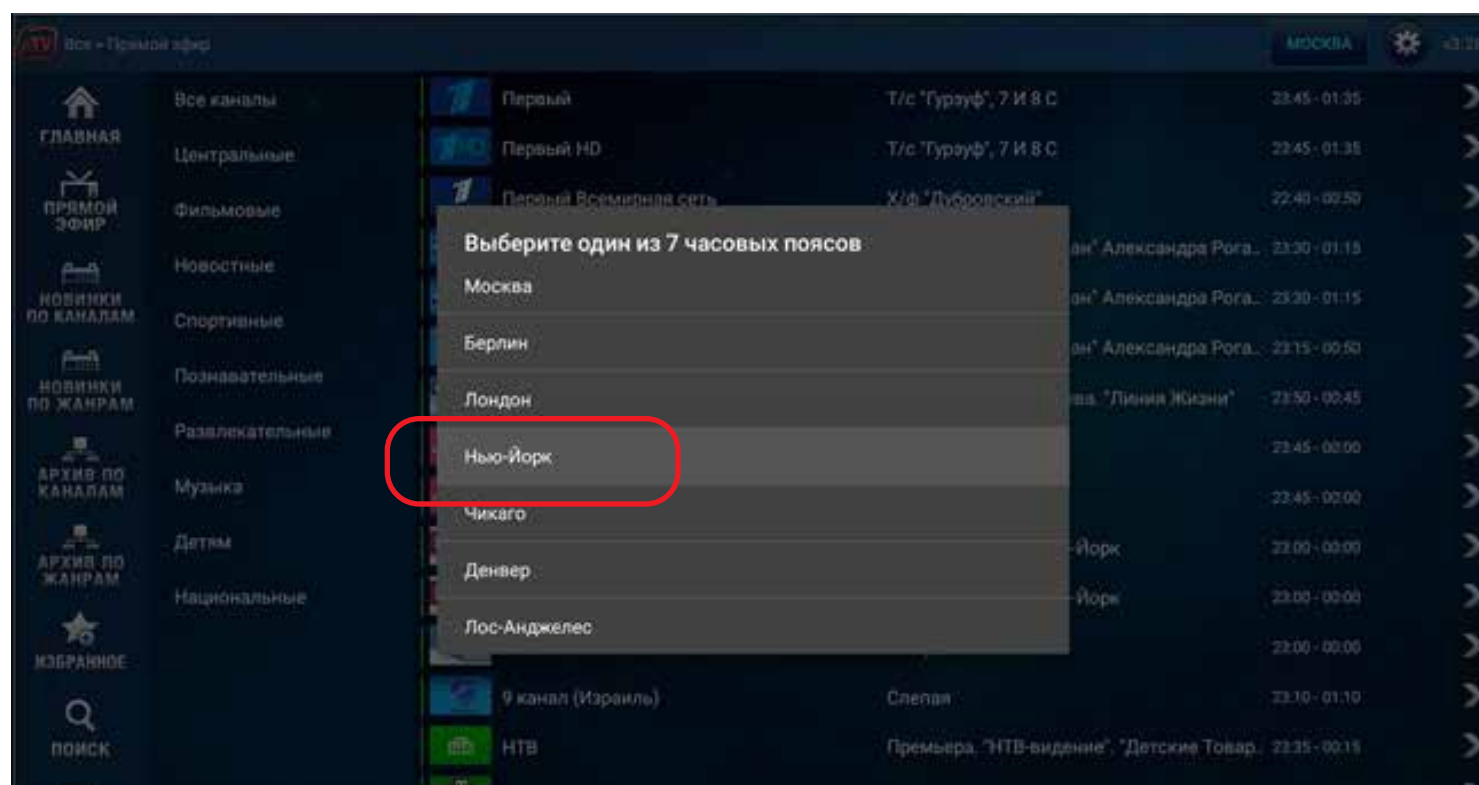 Все - Прямой эфир
МОСКВА
ГЛАВНАЯ
ПРЯМОЙ
ЭФИР
НОВИНКИ
ПО КАНАЛАМ
НОВИНКИ
ПО ЖАНРАМ
АРХИВ ПО
КАНАЛАМ
АРХИВ ПО
ЖАНРАМ
ИЗБРАННОЕ
ПОИСК
Все каналы
Центральные
Фильмовые
Новостные
Спортивные
Познавательные
Развлекательные
Музыка
Детям
Национальные
Первый Т/с "Гурзуф", 7 И 8 С 23:45 - 01:35
Первый HD Т/с "Гурзуф", 7 И 8 С 23:45 - 01:35
Первый Всемирная сеть Х/ф "Дубровский" 22:40 - 00:50
Выберите один из 7 часовых поясов
Москва
Берлин
Лондон
Нью-Йорк
Чикаго
Денвер
Лос-Анджелес
Александра Рога... 23:30 - 01:15
Александра Рога... 23:30 - 01:15
Александра Рога... 23:15 - 00:50
"Линия Жизни" 23:50 - 00:45
23:45 - 00:00
23:45 - 00:00
-Йорк 23:00 - 00:00
-Йорк 23:00 - 00:00
23:00 - 00:00
9 канал (Израиль) Слепая 23:10 - 01:10
НТВ Премьера. "НТВ-видение". "Детские Товар... 23:35 - 00:15